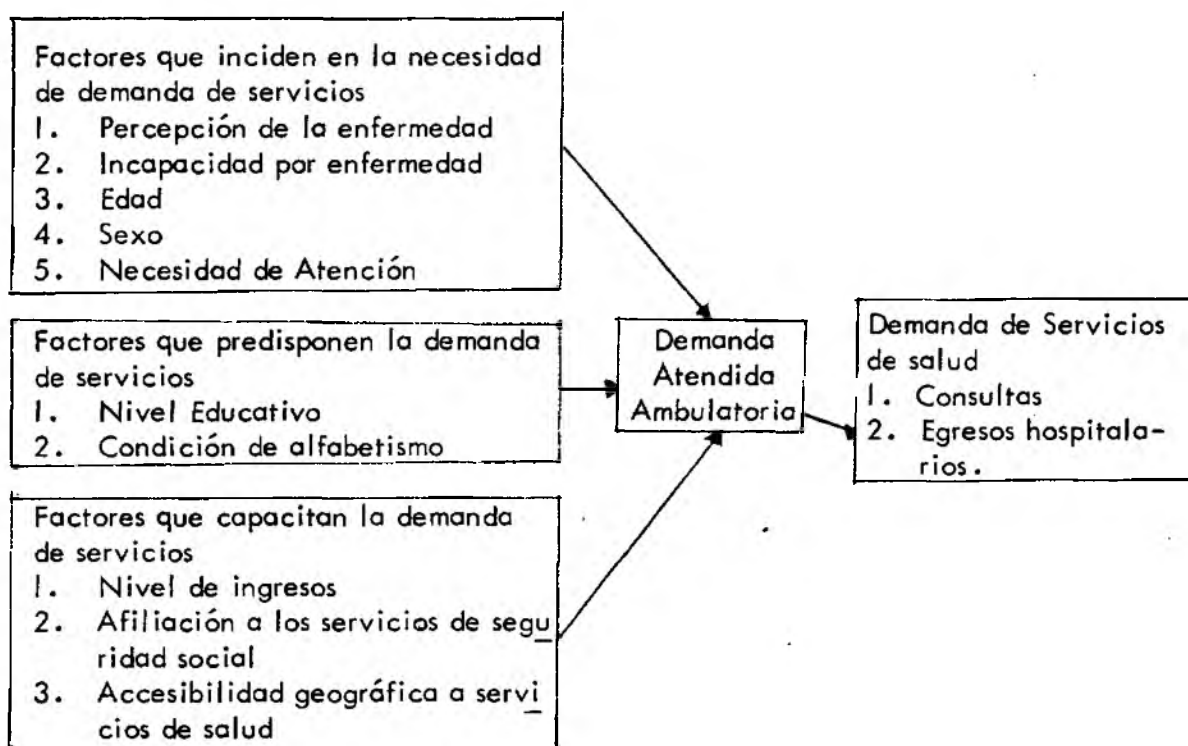 Factores que inciden en la necesidad
de demanda de servicios
1. Percepción de la enfermedad
2. Incapacidad por enfermedad
3. Edad
4. Sexo
5. Necesidad de Atención
Factores que predisponen la demanda
de servicios
1. Nivel Educativo
2. Condición de alfabetismo
Factores que capacitan la demanda
de servicios
1. Nivel de ingresos
2. Afiliación a los servicios de segu
ridad social
3. Accesibilidad geográfica a servi
cios de salud
Demanda
Atendida
Ambulatoria
Demanda de Servicios
de salud
1. Consultas
2. Egresos hospitala-
rios.